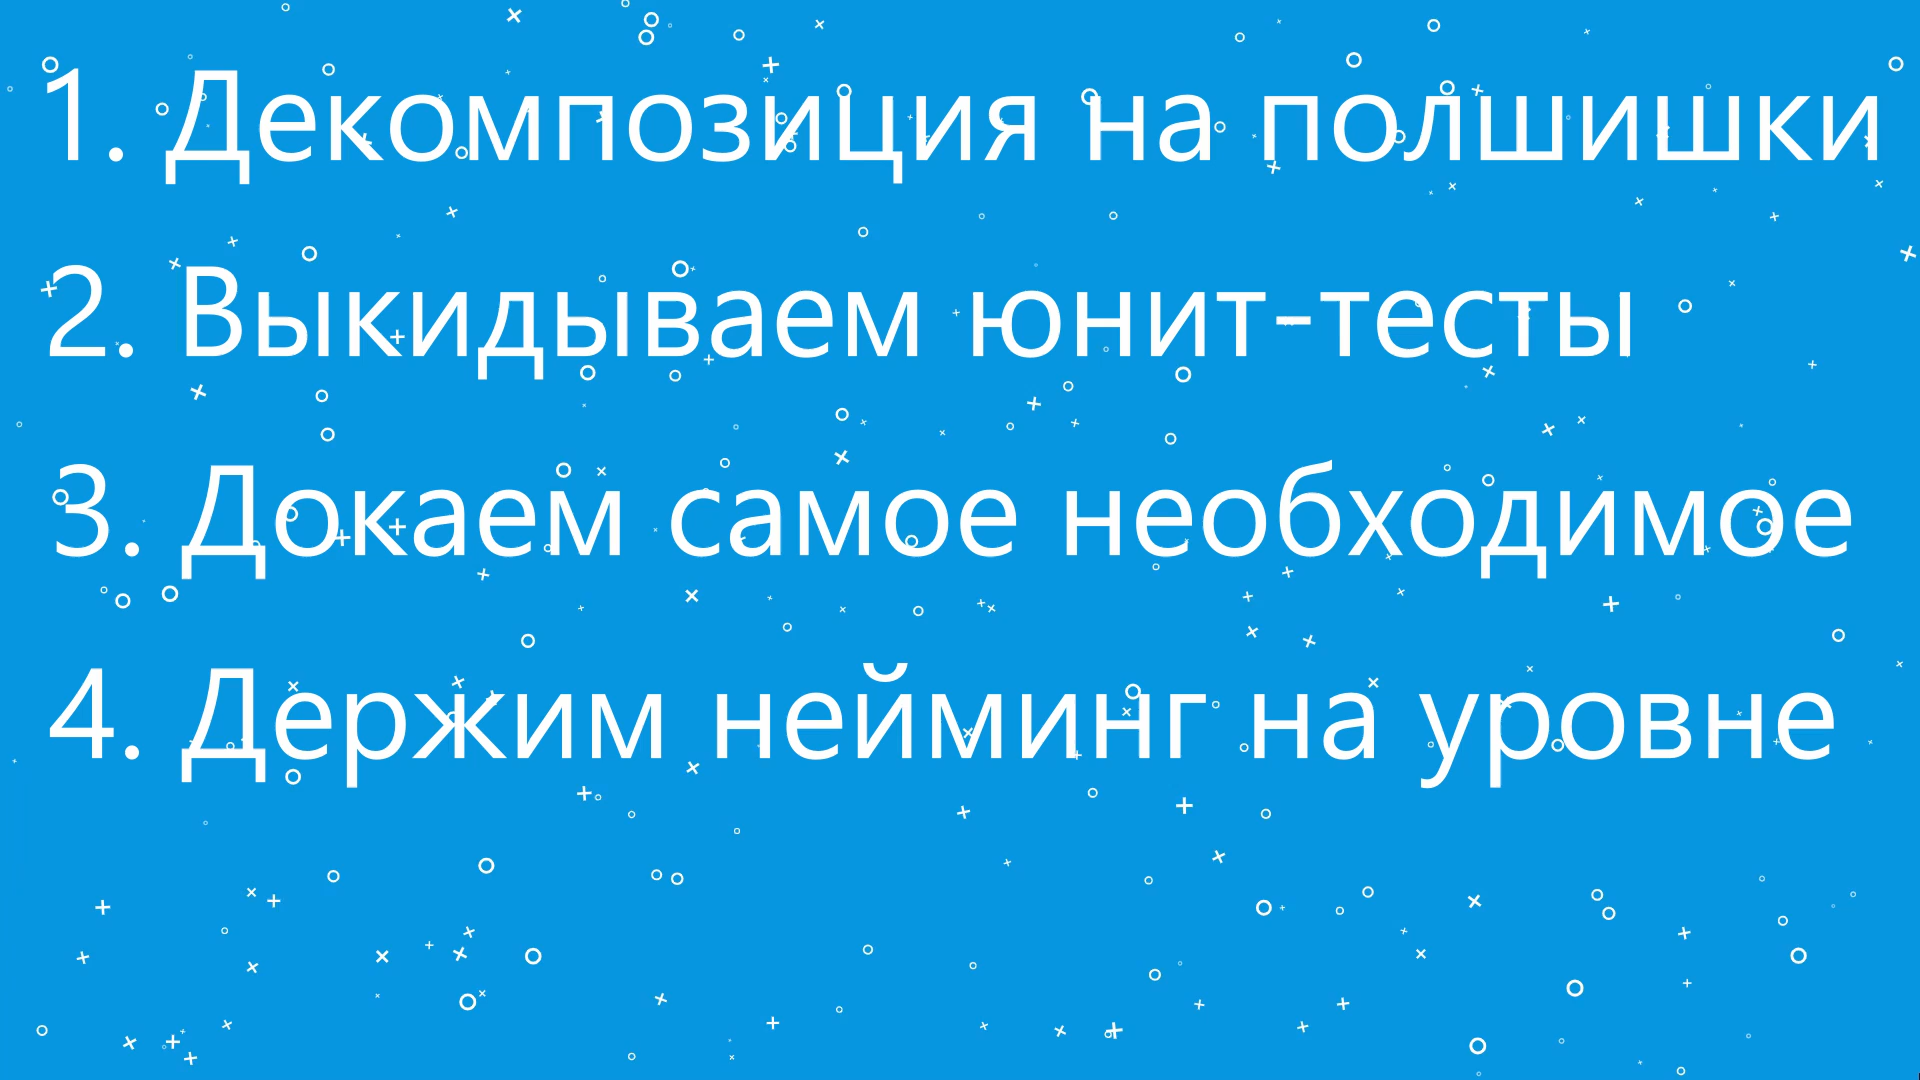 1. Декомпозиция на полшишки
2. Выкидываем юнит-тесты
3. Докаем самое необходимое
4. Держим нейминг на уровне